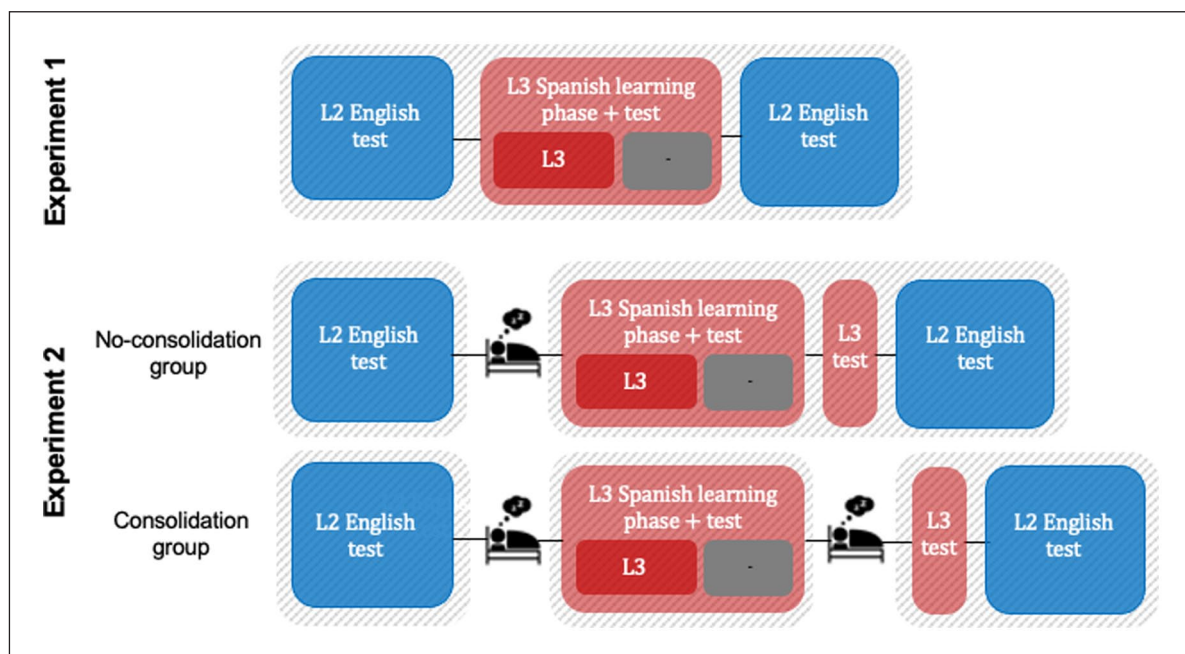 Experiment 1
L2 English
test
L3 Spanish learning
phase + test
L3
-
L2 English
test
Experiment 2
No-consolidation
group
L2 English
test
L3 Spanish learning
phase + test
L3
-
L3
test
L2 English
test
Consolidation
group
L2 English
test
L3 Spanish learning
phase + test
L3
-
L3
test
L2 English
test